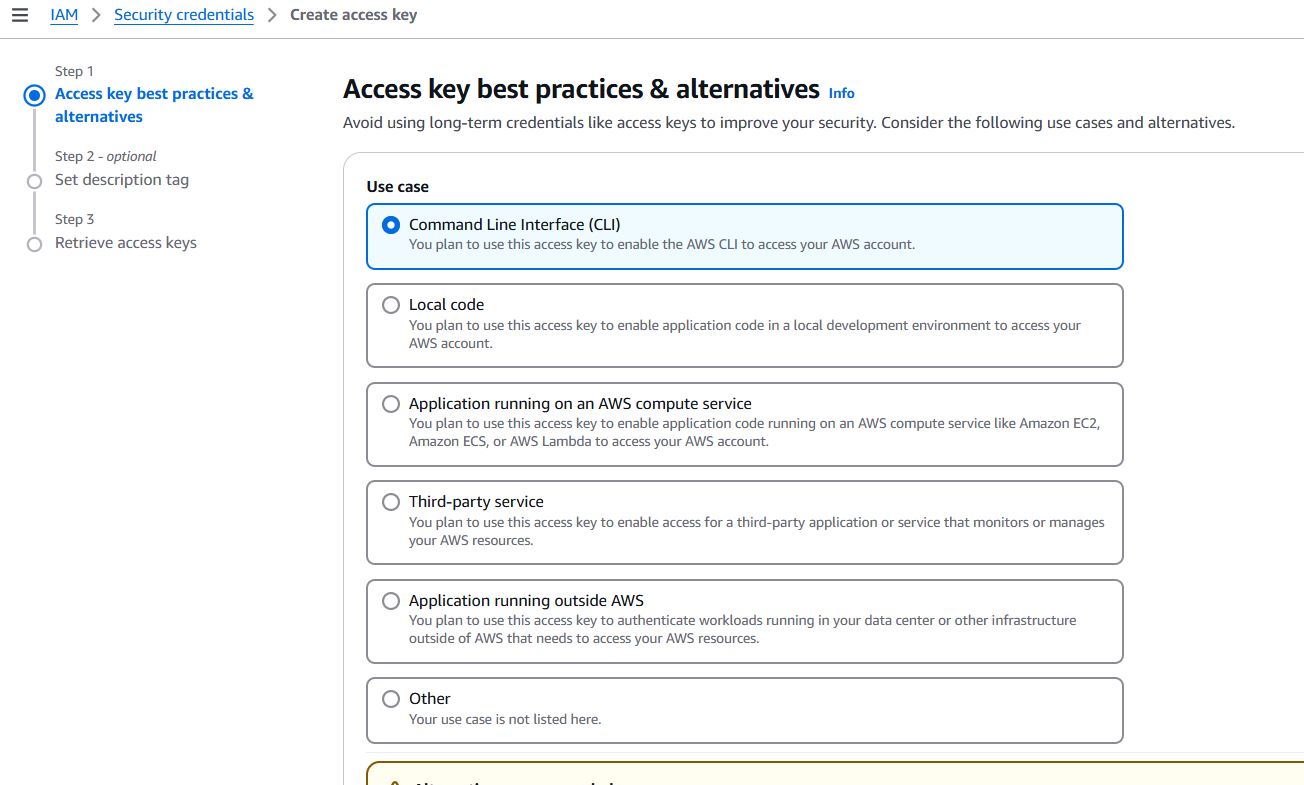 IAM > Security credentials > Create access key
Step 1
Access key best practices &
alternatives
Step 2 - optional
Set description tag
Step 3
Retrieve access keys
Access key best practices & alternatives Info
Avoid using long-term credentials like access keys to improve your security. Consider the following use cases and alternatives.
Use case
Command Line Interface (CLI)
You plan to use this access key to enable the AWS CLI to access your AWS account.
Local code
You plan to use this access key to enable application code in a local development environment to access your
AWS account.
Application running on an AWS compute service
You plan to use this access key to enable application code running on an AWS compute service like Amazon EC2,
Amazon ECS, or AWS Lambda to access your AWS account.
Third-party service
You plan to use this access key to enable access for a third-party application or service that monitors or manages
your AWS resources.
Application running outside AWS
You plan to use this access key to authenticate workloads running in your data center or other infrastructure
outside of AWS that needs to access your AWS resources.
Other
Your use case is not listed here.